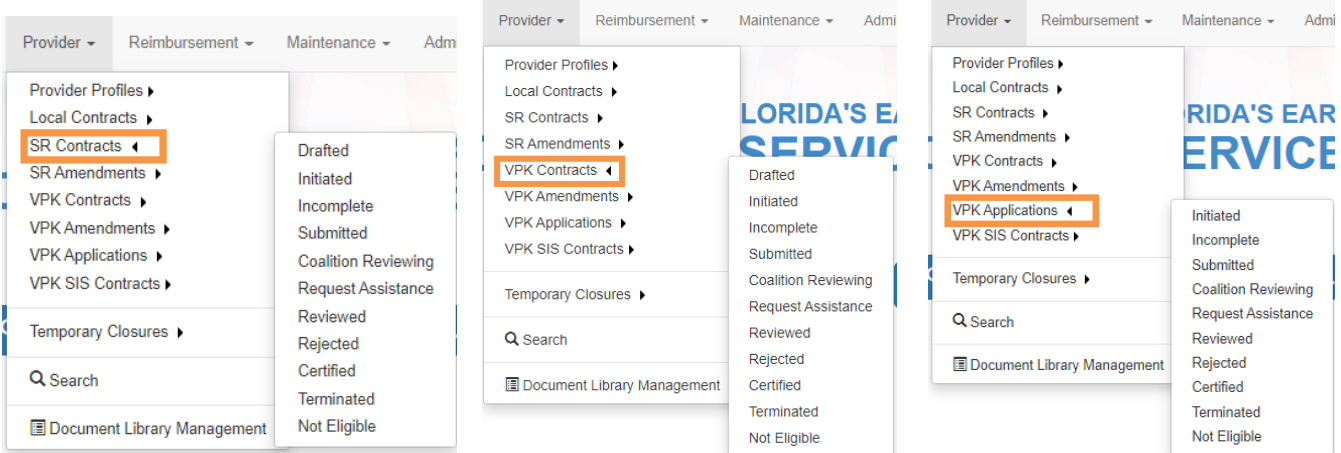 Provider Reimbursement Maintenance
Provider Profiles
Local Contracts
SR Contracts
SR Amendments
VPK Contracts
VPK Amendments
VPK Applications
VPK SIS Contracts
Temporary Closures
Search
Document Library Management
Drafted
Initiated
Incomplete
Submitted
Coalition Reviewing
Request Assistance
Reviewed
Rejected
Certified
Terminated
Not Eligible
Provider Reimbursement Maintenance
Provider Profiles
Local Contracts
SR Contracts
SR Amendments
VPK Contracts
VPK Amendments
VPK Applications
VPK SIS Contracts
Temporary Closures
Search
Document Library Management
LORIDA'S
Drafted
Initiated
Incomplete
Submitted
Coalition Reviewing
Request Assistance
Reviewed
Rejected
Certified
Terminated
Not Eligible
Provider Reimbursement Maintenance
Provider Profiles
Local Contracts
SR Contracts
SR Amendments
VPK Contracts
VPK Amendments
VPK Applications
VPK SIS Contracts
Temporary Closures
Search
Document Library Management
RIDA'S EAR
ERVICE
Initiated
Incomplete
Submitted
Coalition Reviewing
Request Assistance
Reviewed
Rejected
Certified
Terminated
Not Eligible